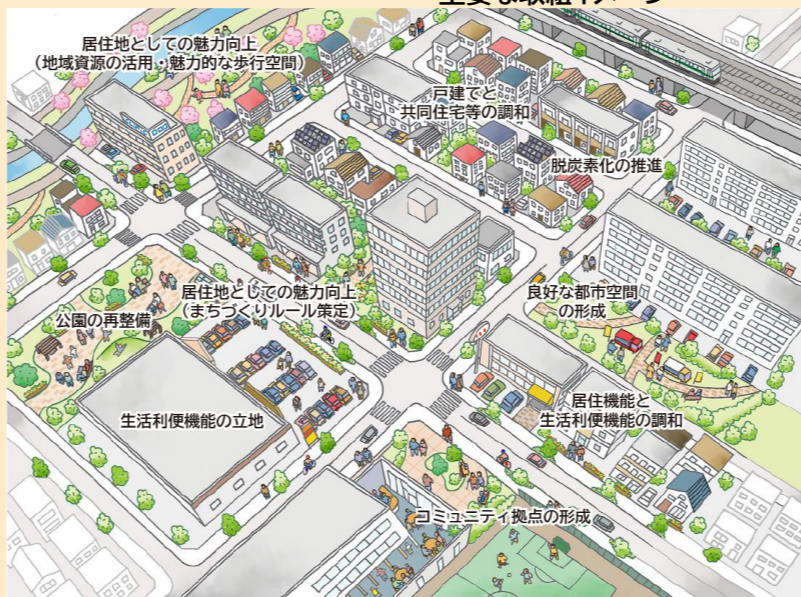 主要な取組イメージ
居住地としての魅力向上
（地域資源の活用・魅力的な歩行空間）
戸建てと
共同住宅等の調和
脱炭素化の推進
居住地としての魅力向上
（まちづくりルール策定）
良好な都市空間
の形成
公園の再整備
居住機能と
生活利便機能の調和
生活利便機能の立地
コミュニティ拠点の形成